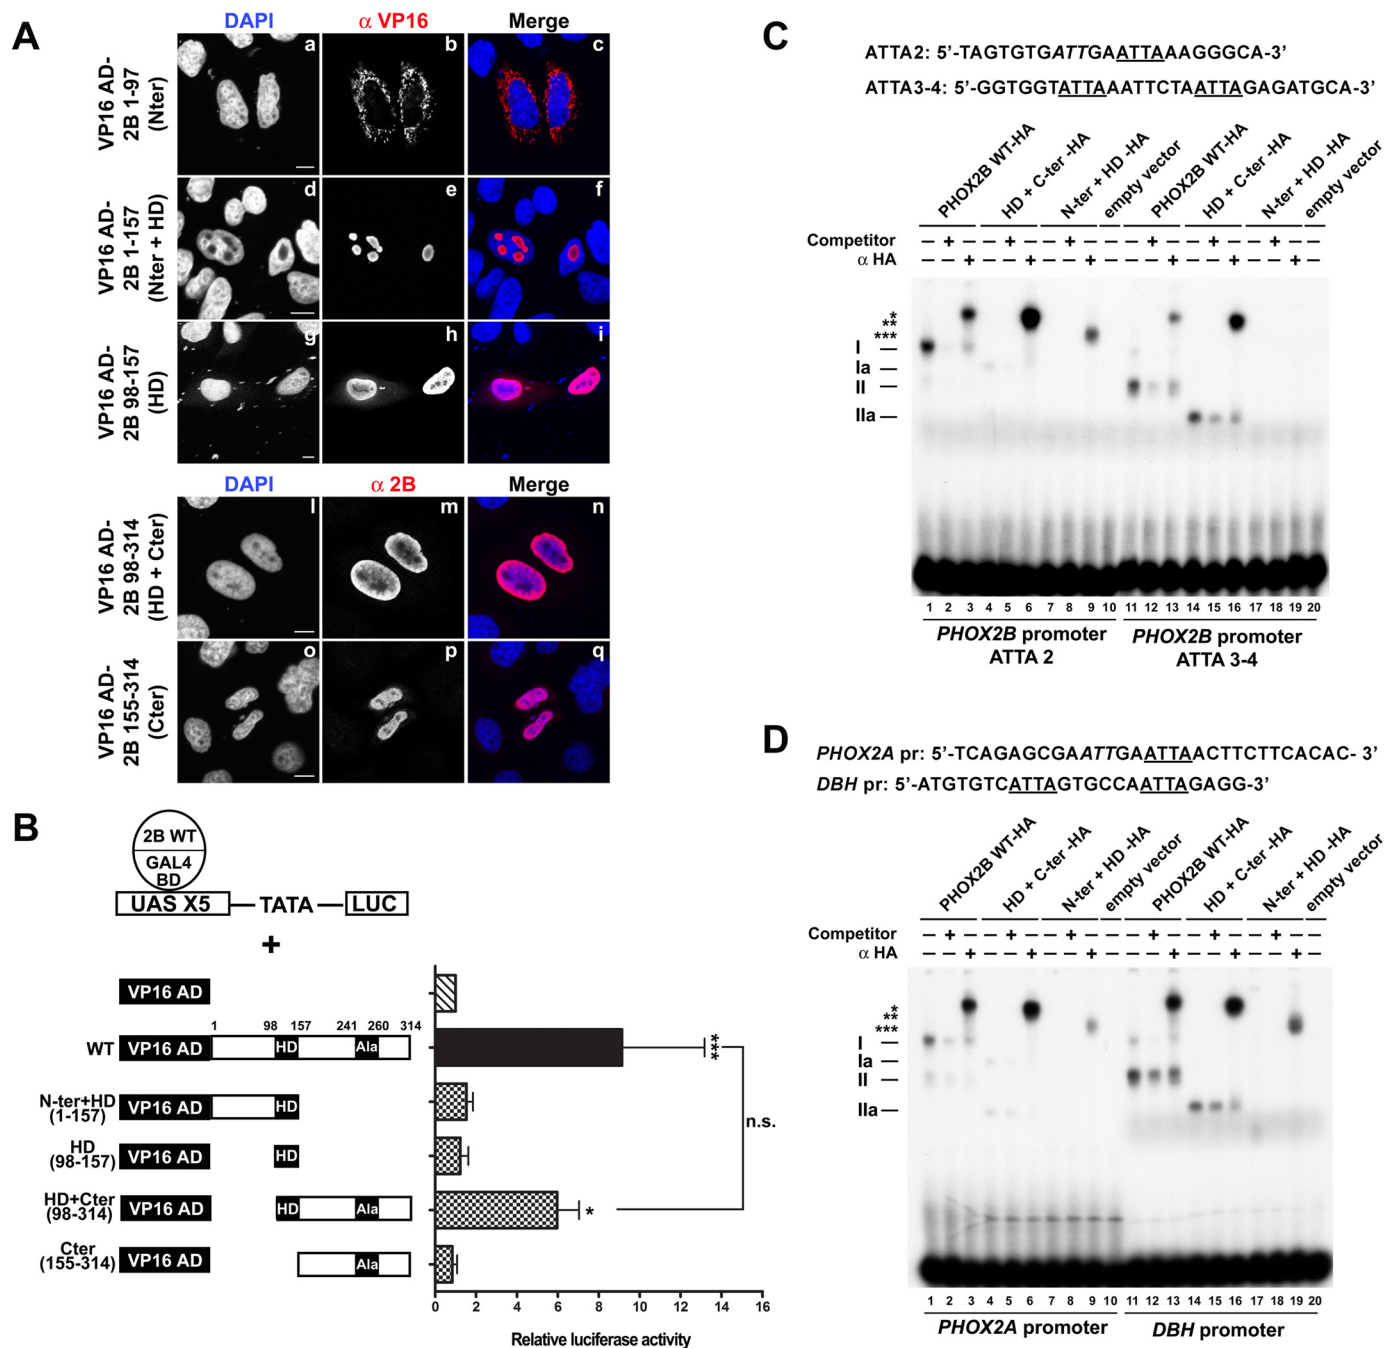 A
DAPI α VP16 Merge
VP16 AD-
2B 1-97
(Nter)
a b c
VP16 AD-
2B 1-157
(Nter + HD)
d e f
VP16 AD-
2B 98-157
(HD)
g h i
DAPI α 2B Merge
VP16 AD-
2B 98-314
(HD + Cter)
l m n
VP16 AD-
2B 155-314
(Cter)
o p q
B
2B WT
GAL4
BD
UAS X5 TATA LUC
+
VP16 AD
1 98 157 241 260 314
WT VP16 AD HD Ala
***
N-ter+HD
(1-157)
VP16 AD HD
n.s.
HD
(98-157)
VP16 AD HD
HD+Cter
(98-314)
VP16 AD HD Ala
*
Cter
(155-314)
VP16 AD Ala
0 2 4 6 8 10 12 14 16
Relative luciferase activity
C
ATTA2: 5’-TAGTGTGATTGAATTAAAGGGCA-3’
ATTA3-4: 5’-GGTGGTATTAAATTCTAATTAGAGATGCA-3’
PHOX2B WT-HA
HD + C-ter -HA
N-ter + HD -HA
empty vector
PHOX2B WT-HA
HD + C-ter -HA
N-ter + HD -HA
empty vector
Competitor – + – – + – – + – – – + – – + – – + – –
α HA – – + – – + – – + – – – + – – + – – + –
*
**
***
I
Ia
II
IIa
1 2 3 4 5 6 7 8 9 10 11 12 13 14 15 16 17 18 19 20
PHOX2B promoter
ATTA 2
PHOX2B promoter
ATTA 3-4
D
PHOX2A pr: 5’-TCAGAGCGAATTGAATTAACTTCTTCACAC- 3’
DBH pr: 5’-ATGTGTCATTAGTGCCAATTAGAGG-3’
PHOX2B WT-HA
HD + C-ter -HA
N-ter + HD -HA
empty vector
PHOX2B WT-HA
HD + C-ter -HA
N-ter + HD -HA
empty vector
Competitor – + – – + – – + – – – + – – + – – + – –
α HA – – + – – + – – + – – – + – – + – – + –
*
**
***
I
Ia
II
IIa
1 2 3 4 5 6 7 8 9 10 11 12 13 14 15 16 17 18 19 20
PHOX2A promoter
DBH promoter